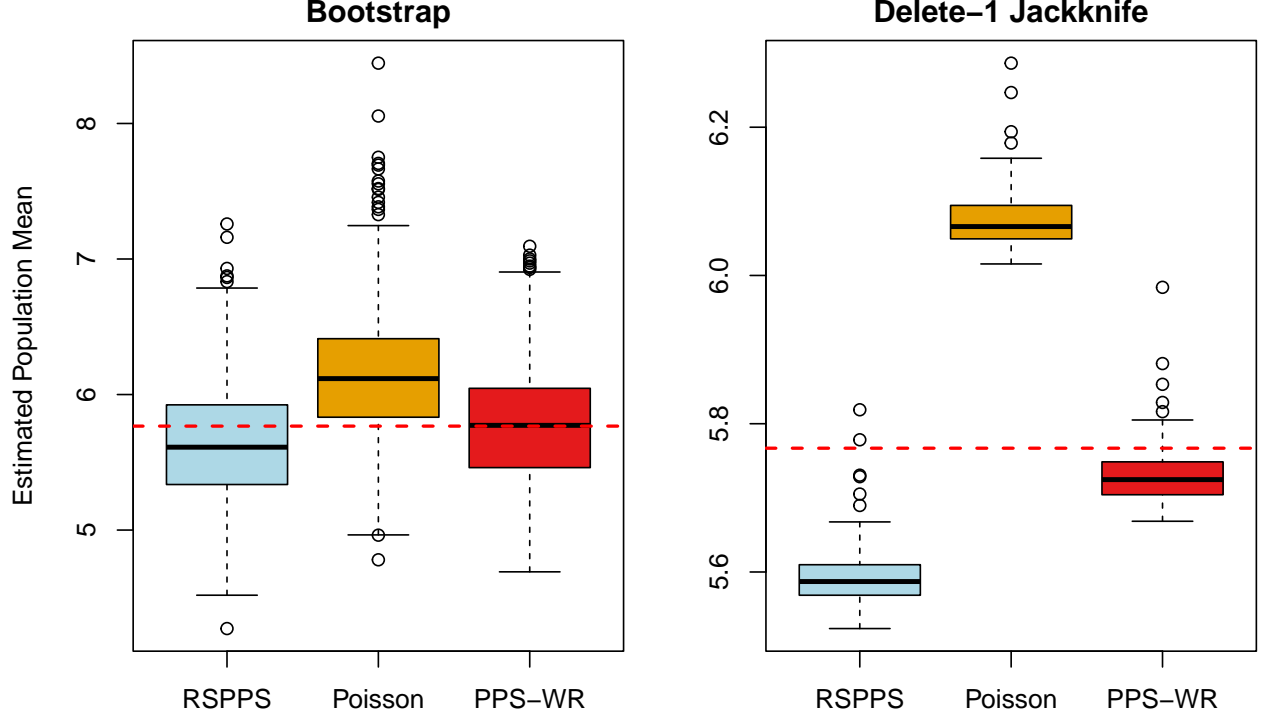 Bootstrap
Estimated Population Mean
8
7
6
5
RSPPS Poisson PPS−WR
Delete−1 Jackknife
6.2
6.0
5.8
5.6
RSPPS Poisson PPS−WR